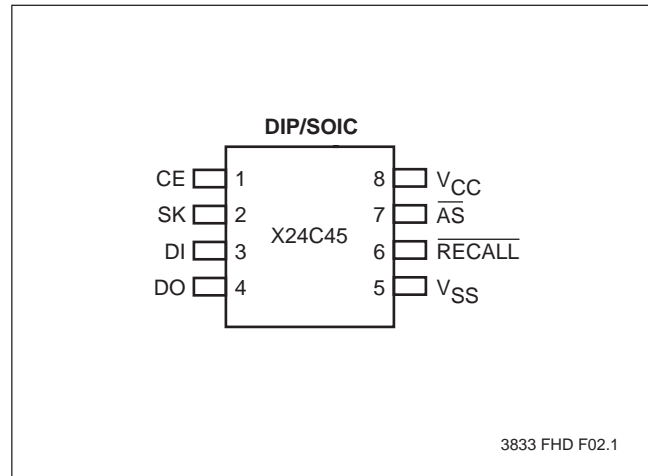 DIP/SOIC
CE 1 8 VCC
SK 2 7 AS
X24C45
DI 3 6 RECALL
DO 4 5 VSS
3833 FHD F02.1